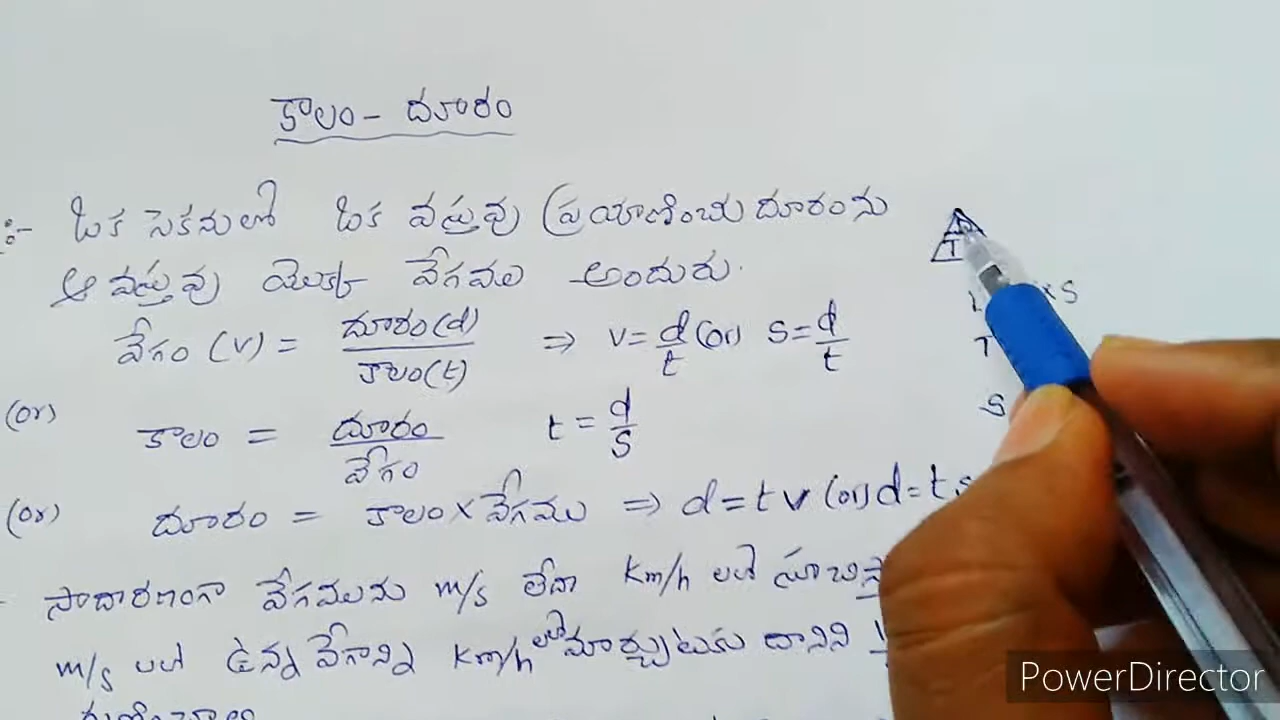 కాలం - దూరం
:- ఒక సెకనులో ఒక వస్తువు ప్రయాణించు దూరంను
ఆ వస్తువు యొక్క వేగము అందురు.
వేగం (v) = దూరం(d) / కాలం(t) ⇒ v = d/t (or) s = d/t
(or) కాలం = దూరం / వేగం t = d/s
(or) దూరం = కాలం × వేగము ⇒ d = t v (or) d = t.s
సాదారణంగా వేగమును m/s లేదా km/h లలో
m/s లలో ఉన్న వేగాన్ని km/h లలో మార్చుటకు దానిని
T
× S
T
S
PowerDirector